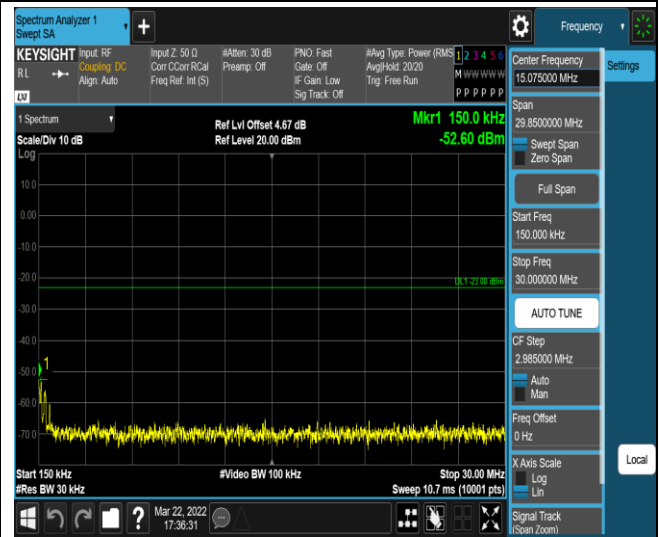 Spectrum Analyzer 1
Swept SA
+
Frequency
KEYSIGHT
RL
LXI
Input: RF
Coupling: DC
Align: Auto
Input Z: 50 Ω
Corr CCorr RCal
Freq Ref: Int (S)
#Atten: 30 dB
Preamp: Off
PNO: Fast
Gate: Off
IF Gain: Low
Sig Track: Off
#Avg Type: Power (RMS
Avg|Hold: 20/20
Trig: Free Run
1 2 3 4 5 6
M W W W W W
P P P P P P
1 Spectrum
Scale/Div 10 dB
Log
Ref Lvl Offset 4.67 dB
Ref Level 20.00 dBm
Mkr1 150.0 kHz
-52.60 dBm
10.0
0.00
-10.0
-20.0
DL1 -23.00 dBm
-30.0
-40.0
1
-50.0
-60.0
-70.0
Start 150 kHz
#Res BW 30 kHz
#Video BW 100 kHz
Stop 30.00 MHz
Sweep 10.7 ms (10001 pts)
?
Mar 22, 2022
17:36:31
Center Frequency
15.075000 MHz
Settings
Span
29.8500000 MHz
Swept Span
Zero Span
Full Span
Start Freq
150.000 kHz
Stop Freq
30.000000 MHz
AUTO TUNE
CF Step
2.985000 MHz
Auto
Man
Freq Offset
0 Hz
X Axis Scale
Log
Lin
Local
Signal Track
(Span Zoom)